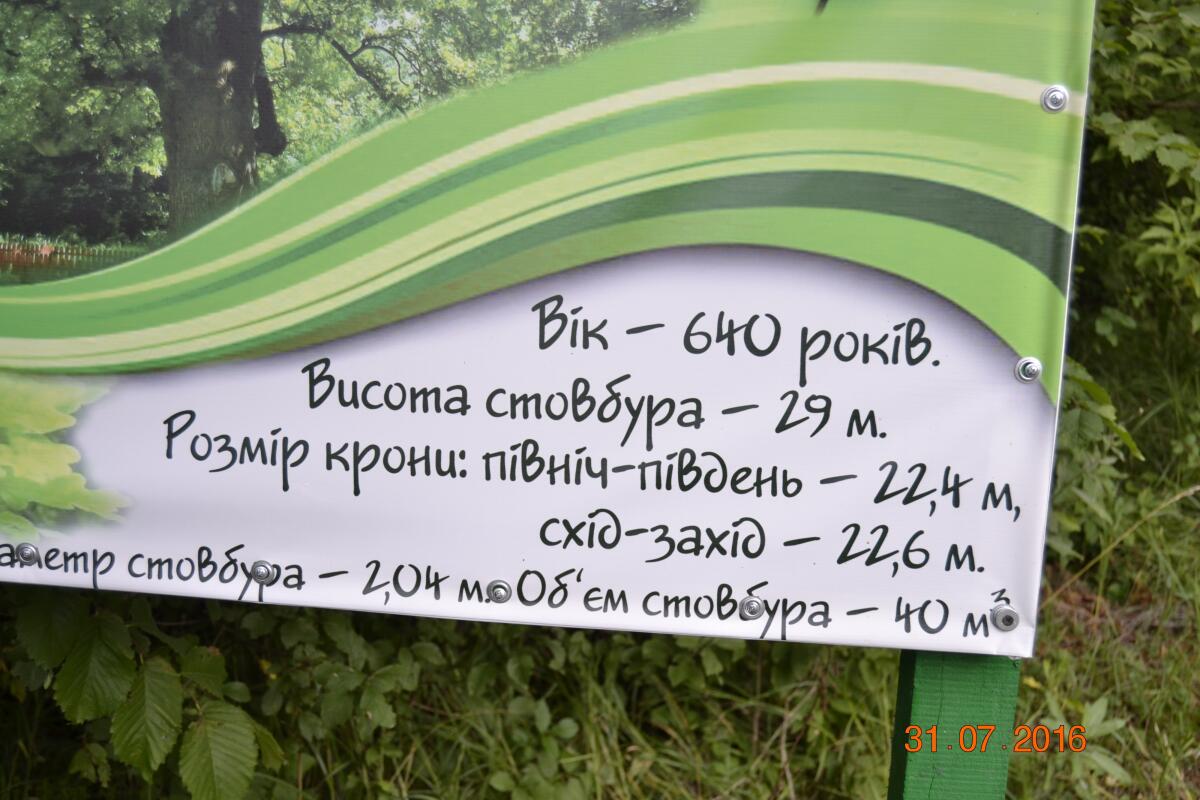 Вік – 640 років.
Висота стовбура – 29 м.
Розмір крони: північ-південь – 22,4 м,
схід-захід – 22,6 м.
аметр стовбура – 2,04 м. Об'єм стовбура – 40 м³
31.07.2016